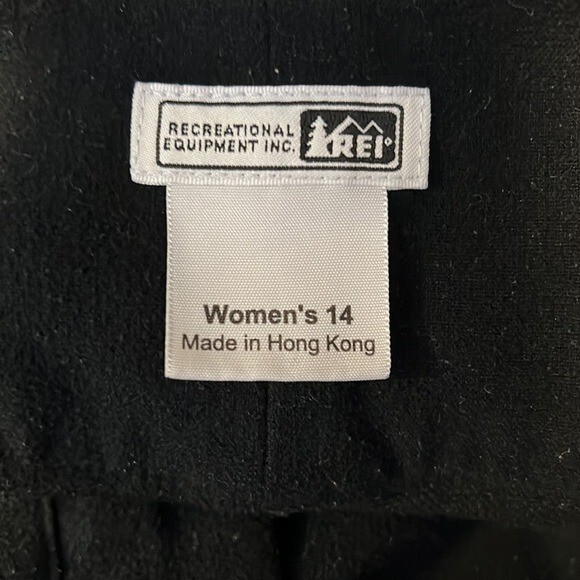 RECREATIONAL
EQUIPMENT INC.
REI
Women's 14
Made in Hong Kong